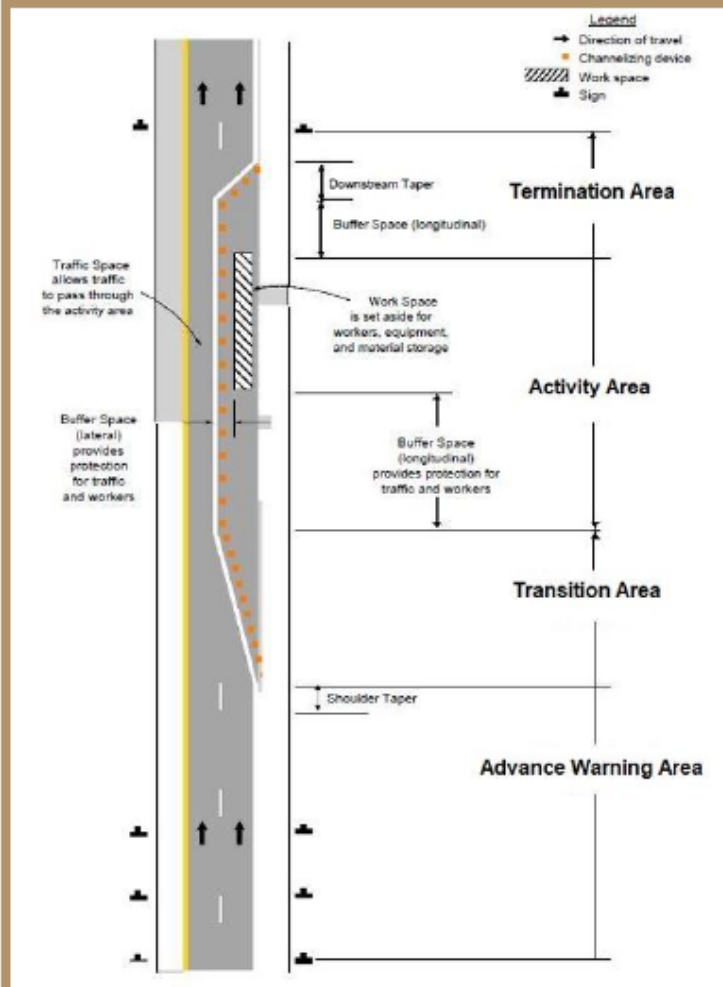 Legend
Direction of travel
Channelizing device
Work space
Sign
Downstream Taper
Termination Area
Buffer Space (longitudinal)
Traffic Space
allows traffic
to pass through
the activity area
Work Space
is set aside for
workers, equipment,
and material storage
Activity Area
Buffer Space
(lateral)
provides
protection
for traffic
and workers
Buffer Space
(longitudinal)
provides protection for
traffic and workers
Transition Area
Shoulder Taper
Advance Warning Area